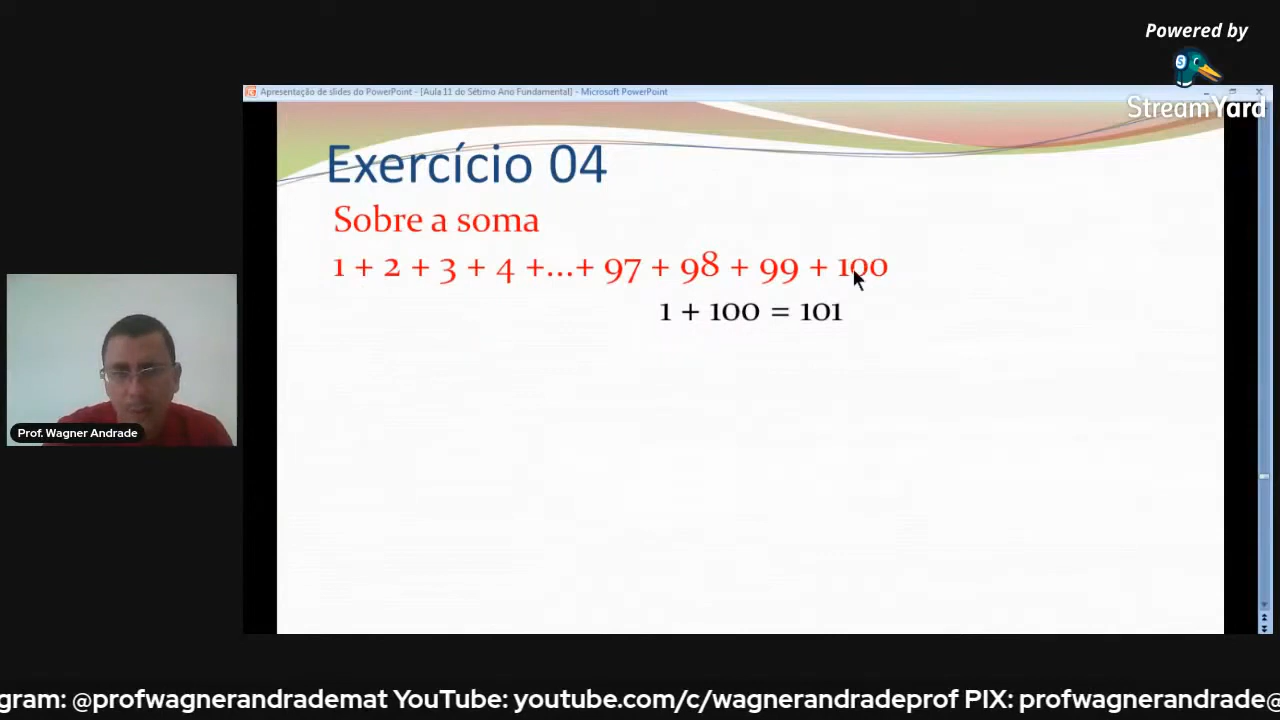 Powered by
StreamYard
Apresentação de slides do PowerPoint - [Aula 11 do Sétimo Ano Fundamental] - Microsoft PowerPoint
Exercício 04
Sobre a soma
1 + 2 + 3 + 4 +...+ 97 + 98 + 99 + 100
1 + 100 = 101
Prof. Wagner Andrade
gram: @profwagnerandrademat YouTube: youtube.com/c/wagnerandradeprof PIX: profwagnerandrade@